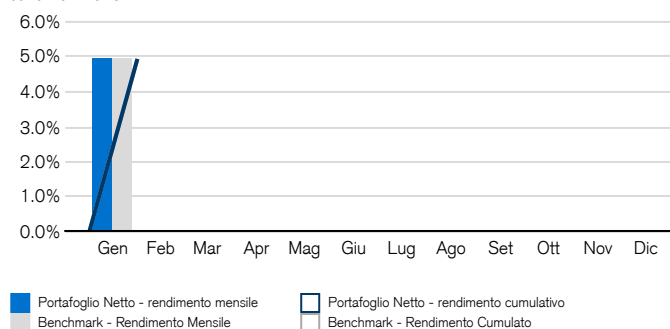 6.0%
5.0%
4.0%
3.0%
2.0%
1.0%
0.0%
Gen Feb Mar Apr Mag Giu Lug Ago Set Ott Nov Dic
Portafoglio Netto - rendimento mensile Portafoglio Netto - rendimento cumulativo
Benchmark - Rendimento Mensile Benchmark - Rendimento Cumulato